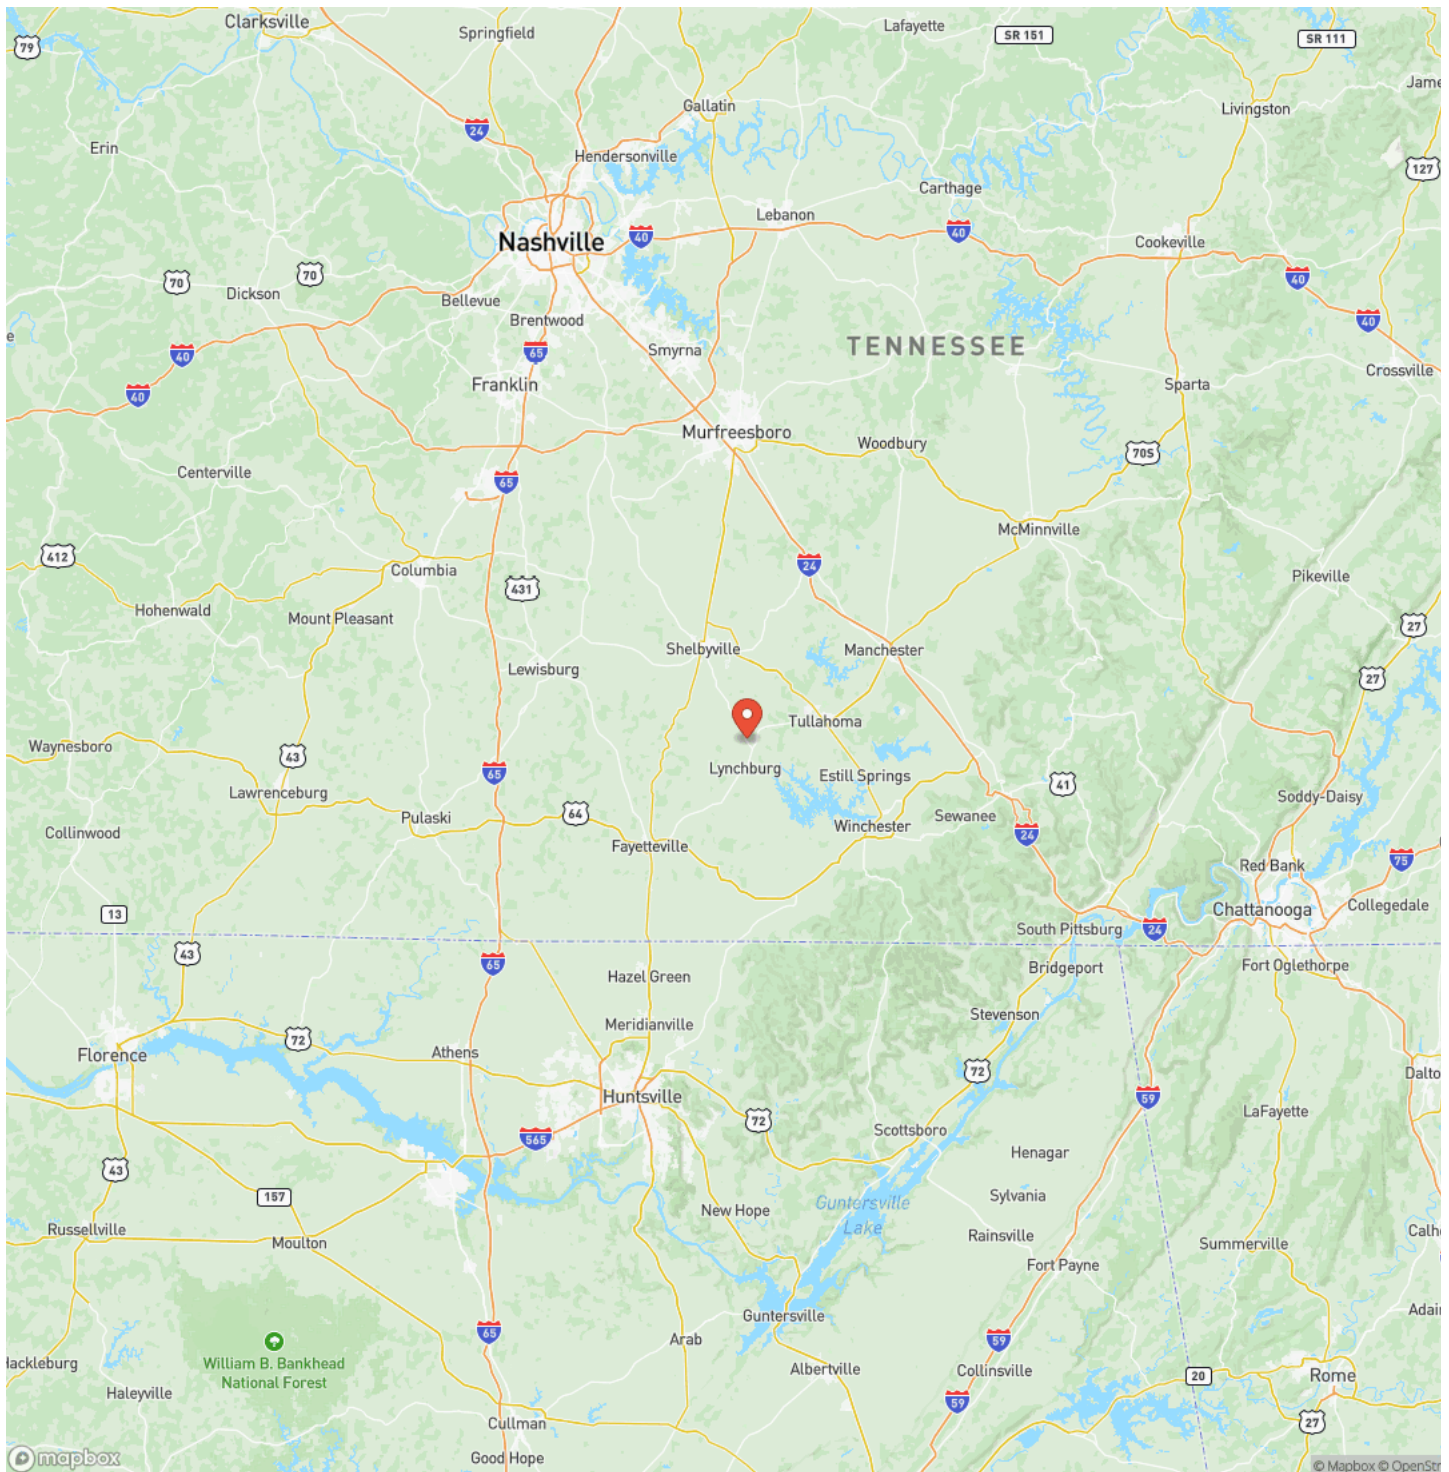 Clarksville
Springfield
Lafayette
SR 151
SR 111
79
Jame
Gallatin
Livingston
24
Erin
Hendersonville
127
Carthage
Lebanon
40
40
Nashville
Cookeville
70
70
40
Dickson
Bellevue
Brentwood
40
e
TENNESSEE
40
65
Smyrna
Crossville
Franklin
Sparta
40
Murfreesboro
Woodbury
70S
Centerville
65
McMinnville
412
24
Columbia
Pikeville
431
Hohenwald
Mount Pleasant
27
Shelbyville
Manchester
Lewisburg
27
Tullahoma
Waynesboro
43
65
Lynchburg
Estill Springs
41
Lawrenceburg
Soddy-Daisy
64
Pulaski
Sewanee
Collinwood
Winchester
24
Fayetteville
75
Red Bank
13
Chattanooga
Collegedale
South Pittsburg
24
43
65
Bridgeport
Fort Oglethorpe
Hazel Green
Stevenson
Meridianville
72
Florence
Athens
72
Dalto
Huntsville
59
LaFayette
72
Scottsboro
565
Henagar
43
157
Sylvania
Guntersville
Lake
New Hope
Russellville
Rainsville
Calh
Moulton
Summerville
Fort Payne
Adai
Guntersville
65
Arab
59
William B. Bankhead
National Forest
Hackleburg
Albertville
Collinsville
20
Rome
Haleyville
59
Cullman
27
Good Hope
mapbox
© Mapbox © OpenStr